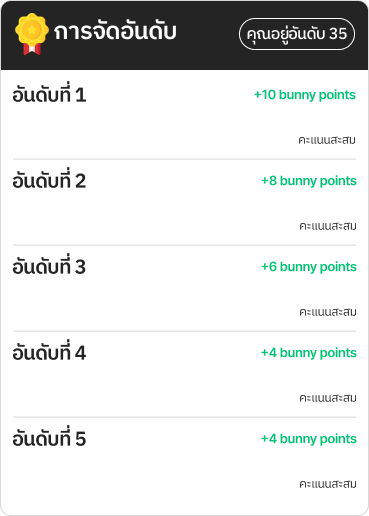 การจัดอันดับ
คุณอยู่อันดับ 35
อันดับที่ 1
+10 bunny points
คะแนนสะสม
อันดับที่ 2
+8 bunny points
คะแนนสะสม
อันดับที่ 3
+6 bunny points
คะแนนสะสม
อันดับที่ 4
+4 bunny points
คะแนนสะสม
อันดับที่ 5
+4 bunny points
คะแนนสะสม